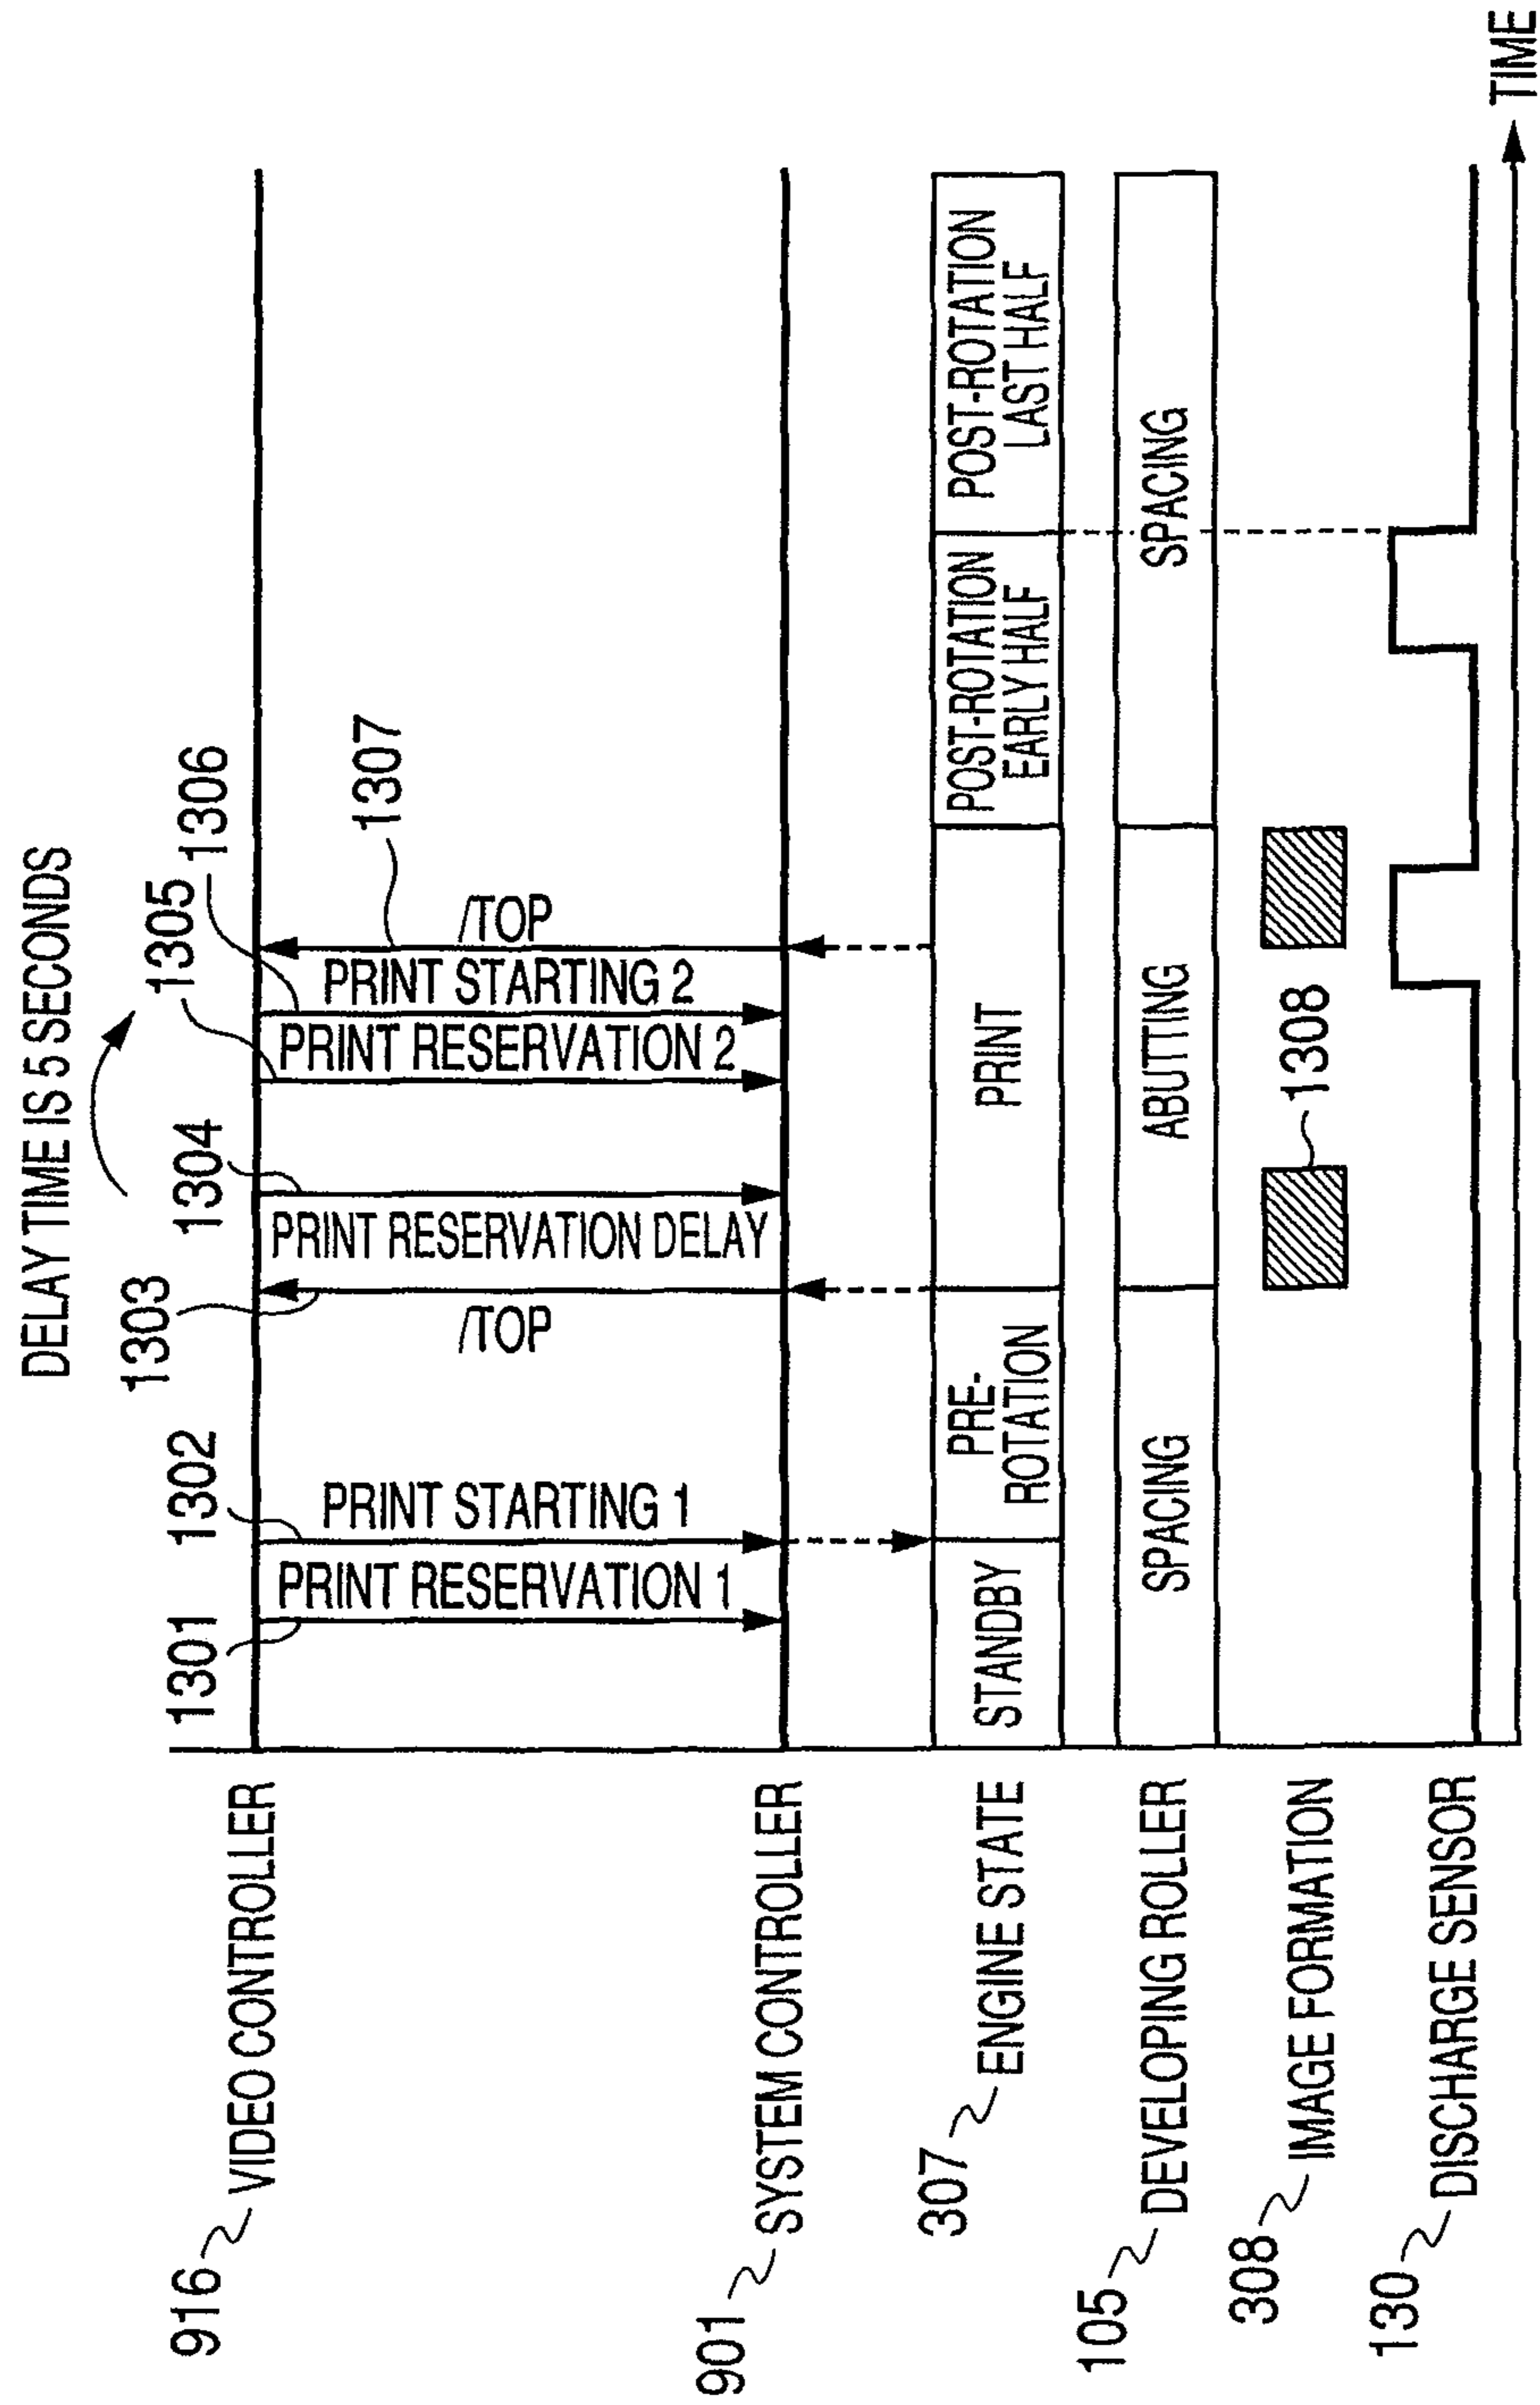 DELAY TIME IS 5 SECONDS
1301
1302
1303
1304
1305
1306
1307
PRINT RESERVATION 1
PRINT STARTING 1
/TOP
PRINT RESERVATION DELAY
PRINT RESERVATION 2
PRINT STARTING 2
/TOP
916 VIDEO CONTROLLER
901 SYSTEM CONTROLLER
307 ENGINE STATE
STANDBY
PRE-
ROTATION
PRINT
POST-ROTATION
EARLY HALF
POST-ROTATION
LAST HALF
105 DEVELOPING ROLLER
SPACING
ABUTTING
SPACING
308 IMAGE FORMATION
1308
130 DISCHARGE SENSOR
TIME